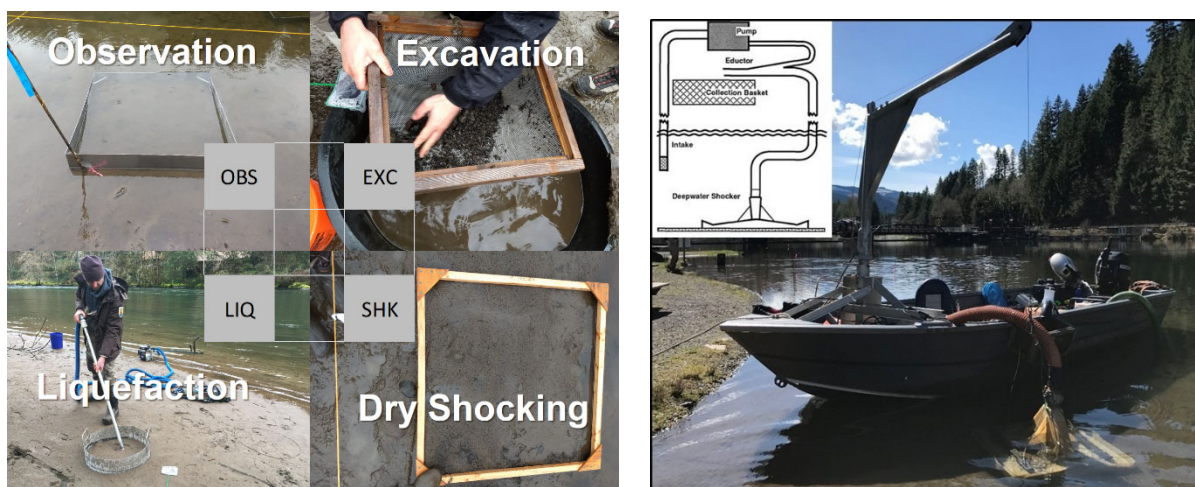 Observation
Excavation
OBS
EXC
LIQ
SHK
Liquefaction
Dry Shocking
Pump
Eductor
Collection Basket
Intake
Deepwater Shocker